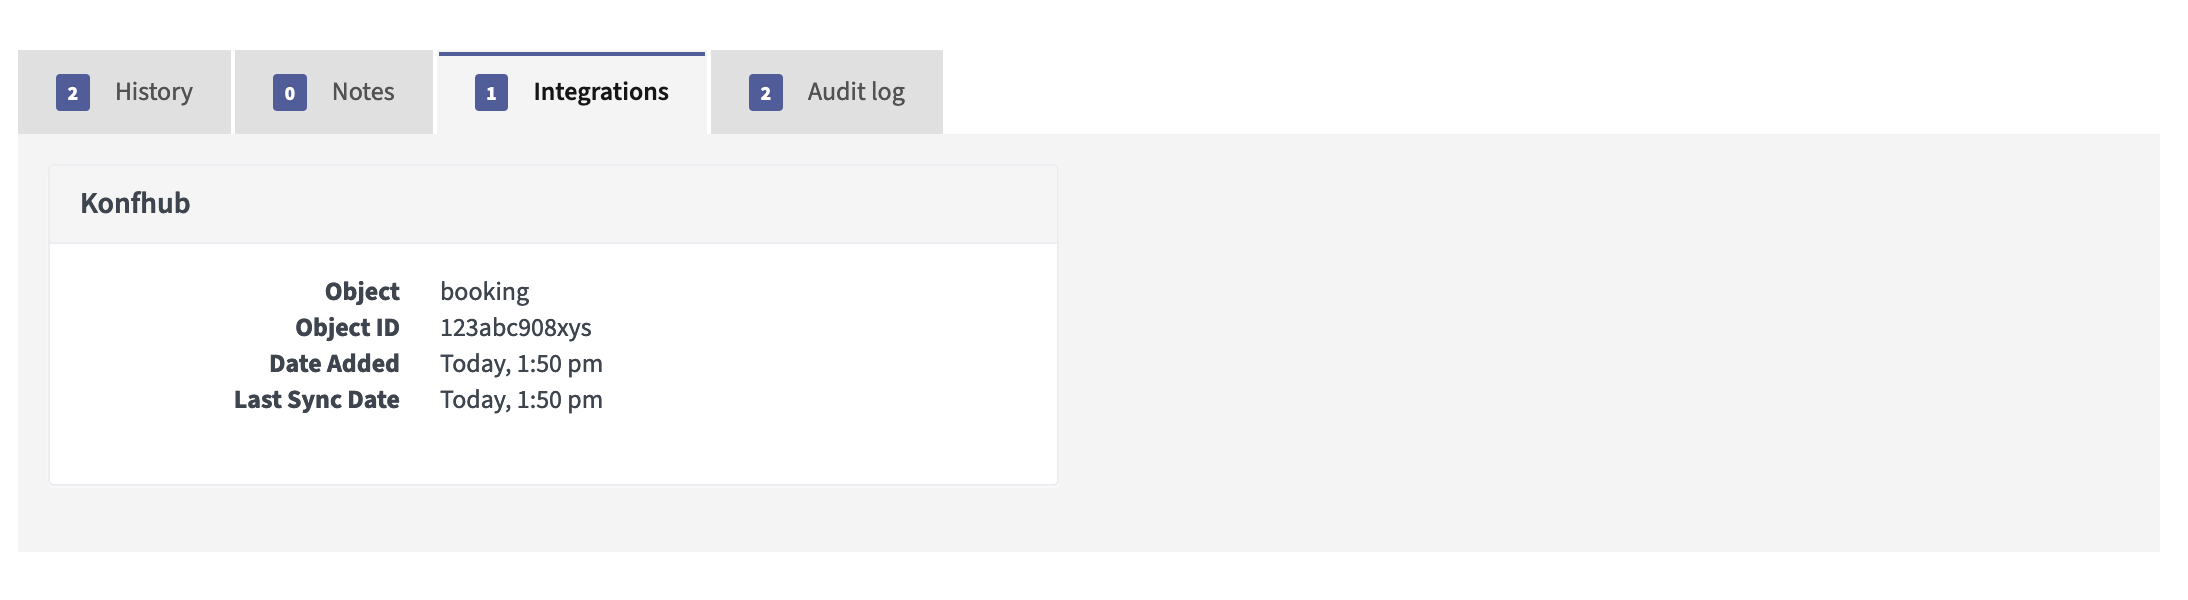 2 History 0 Notes 1 Integrations 2 Audit log
Konfhub
Object booking
Object ID 123abc908xys
Date Added Today, 1:50 pm
Last Sync Date Today, 1:50 pm